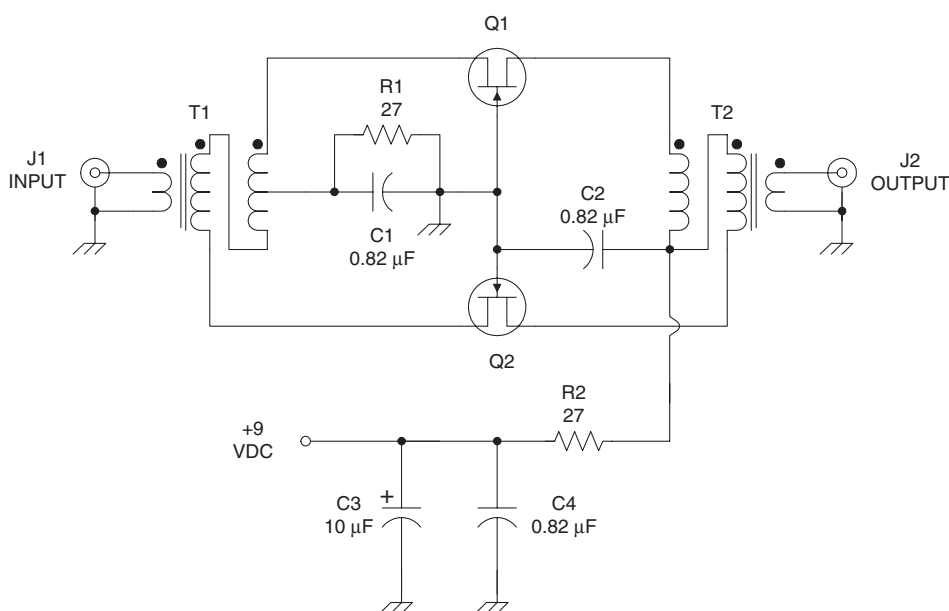 Q1
R1
27
T1
T2
J1
INPUT
J2
OUTPUT
C2
0.82 µF
C1
0.82 µF
Q2
R2
27
+9
VDC
C3
10 µF
+
C4
0.82 µF